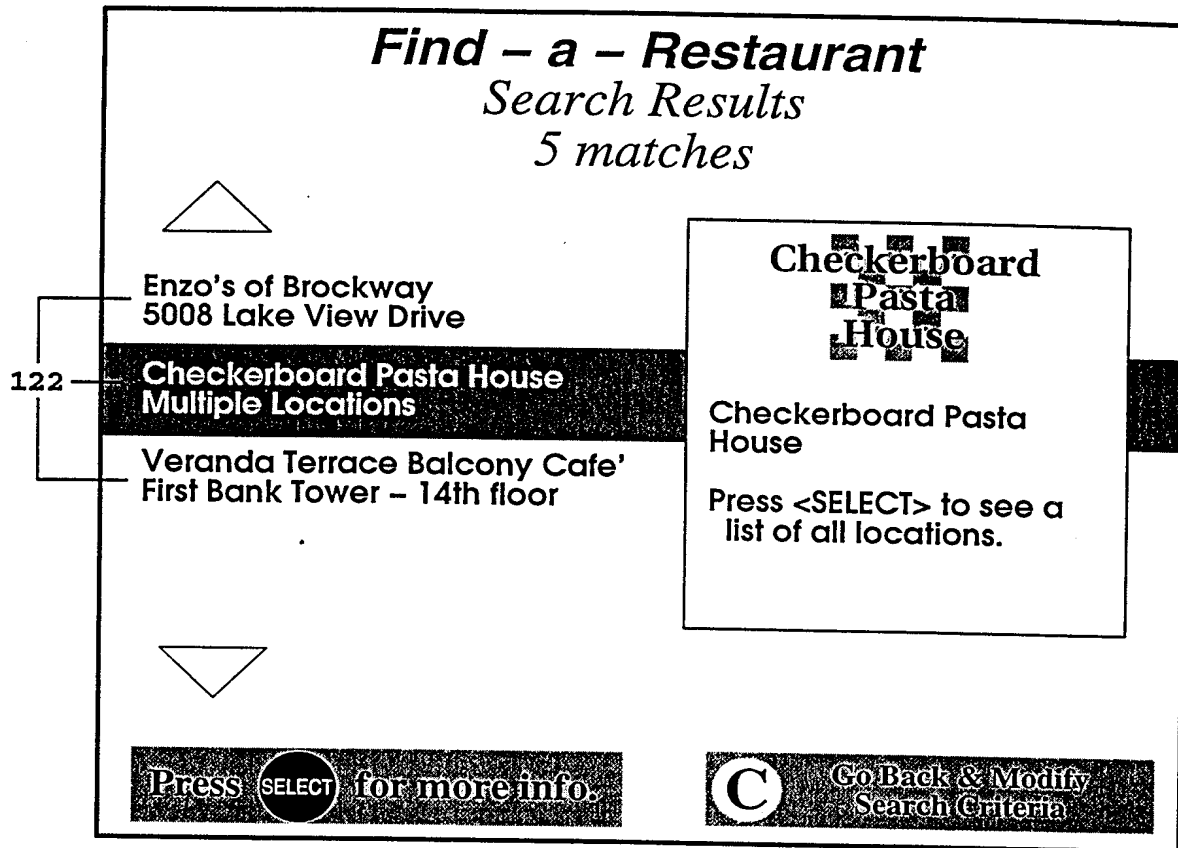 Find – a – Restaurant
Search Results
5 matches
Enzo's of Brockway
5008 Lake View Drive
122
Checkerboard Pasta House
Multiple Locations
Veranda Terrace Balcony Cafe'
First Bank Tower – 14th floor
Checkerboard
Pasta
House
Checkerboard Pasta
House
Press <SELECT> to see a
list of all locations.
Press SELECT for more info.
C Go Back & Modify
Search Criteria